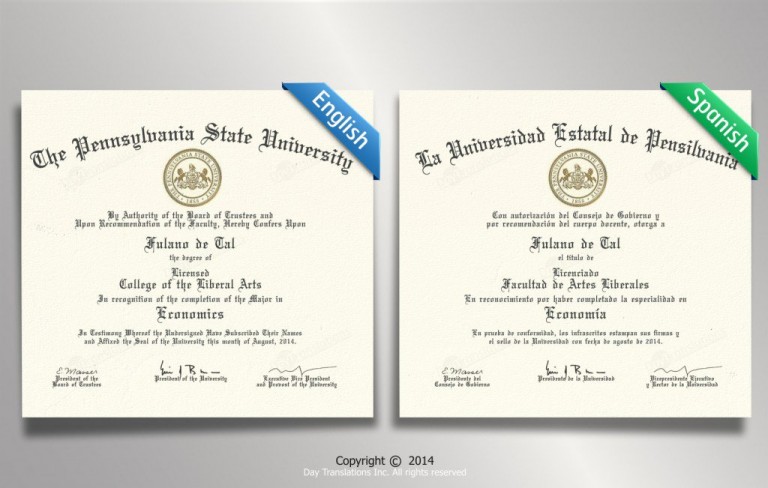 English
The Pennsylvania State University
By Authority of the Board of Trustees and
Upon Recommendation of the Faculty, Hereby Confers Upon
Fulano de Tal
the degree of
Licensed
College of the Liberal Arts
In recognition of the completion of the Major in
Economics
In Testimony Whereof the Undersigned Have Subscribed Their Names
and Affixed the Seal of the University this month of August, 2014.
President of the
Board of Trustees
President of the University
Executive Vice President
and Provost of the University
Spanish
La Universidad Estatal de Pensilvania
Con autorización del Consejo de Gobierno y
por recomendación del cuerpo docente, otorga a
Fulano de Tal
el título de
Licenciado
Facultad de Artes Liberales
En reconocimiento por haber completado la especialidad en
Economía
En prueba de conformidad, los infrascritos estampan sus firmas y
el sello de la Universidad con fecha de agosto de 2014.
Presidente del
Consejo de Gobierno
Presidente de la Universidad
Vicepresidente Ejecutivo
y Rector de la Universidad
Copyright © 2014
Day Translations Inc. All rights reserved